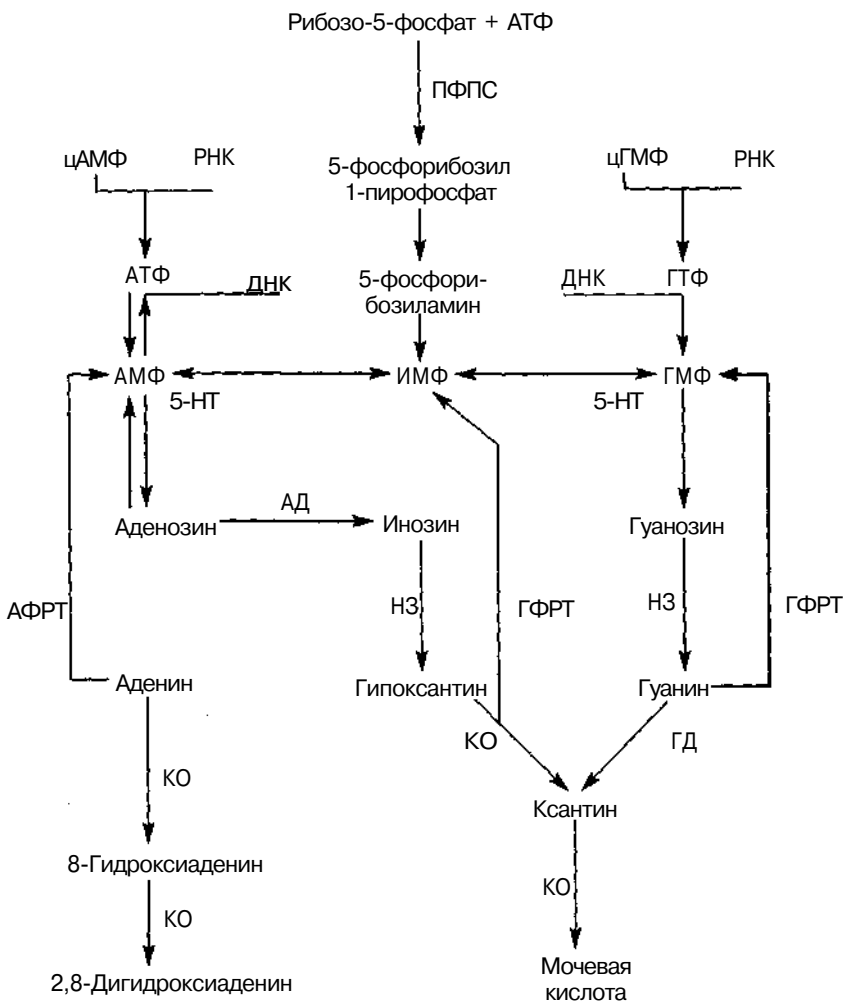 Рибозо-5-фосфат + АТФ
ПФПС
цАМФ РНК
5-фосфорибозил
1-пирофосфат
цГМФ РНК
АТФ
ДНК
5-фосфори-
бозиламин
ДНК
ГТФ
АМФ
ИМФ
ГМФ
5-НТ
5-НТ
Аденозин
АД
Инозин
Гуанозин
АФРТ
НЗ
ГФРТ
НЗ
ГФРТ
Аденин
Гипоксантин
Гуанин
КО
КО
ГД
Ксантин
8-Гидроксиаденин
КО
КО
2,8-Дигидроксиаденин
Мочевая
кислота